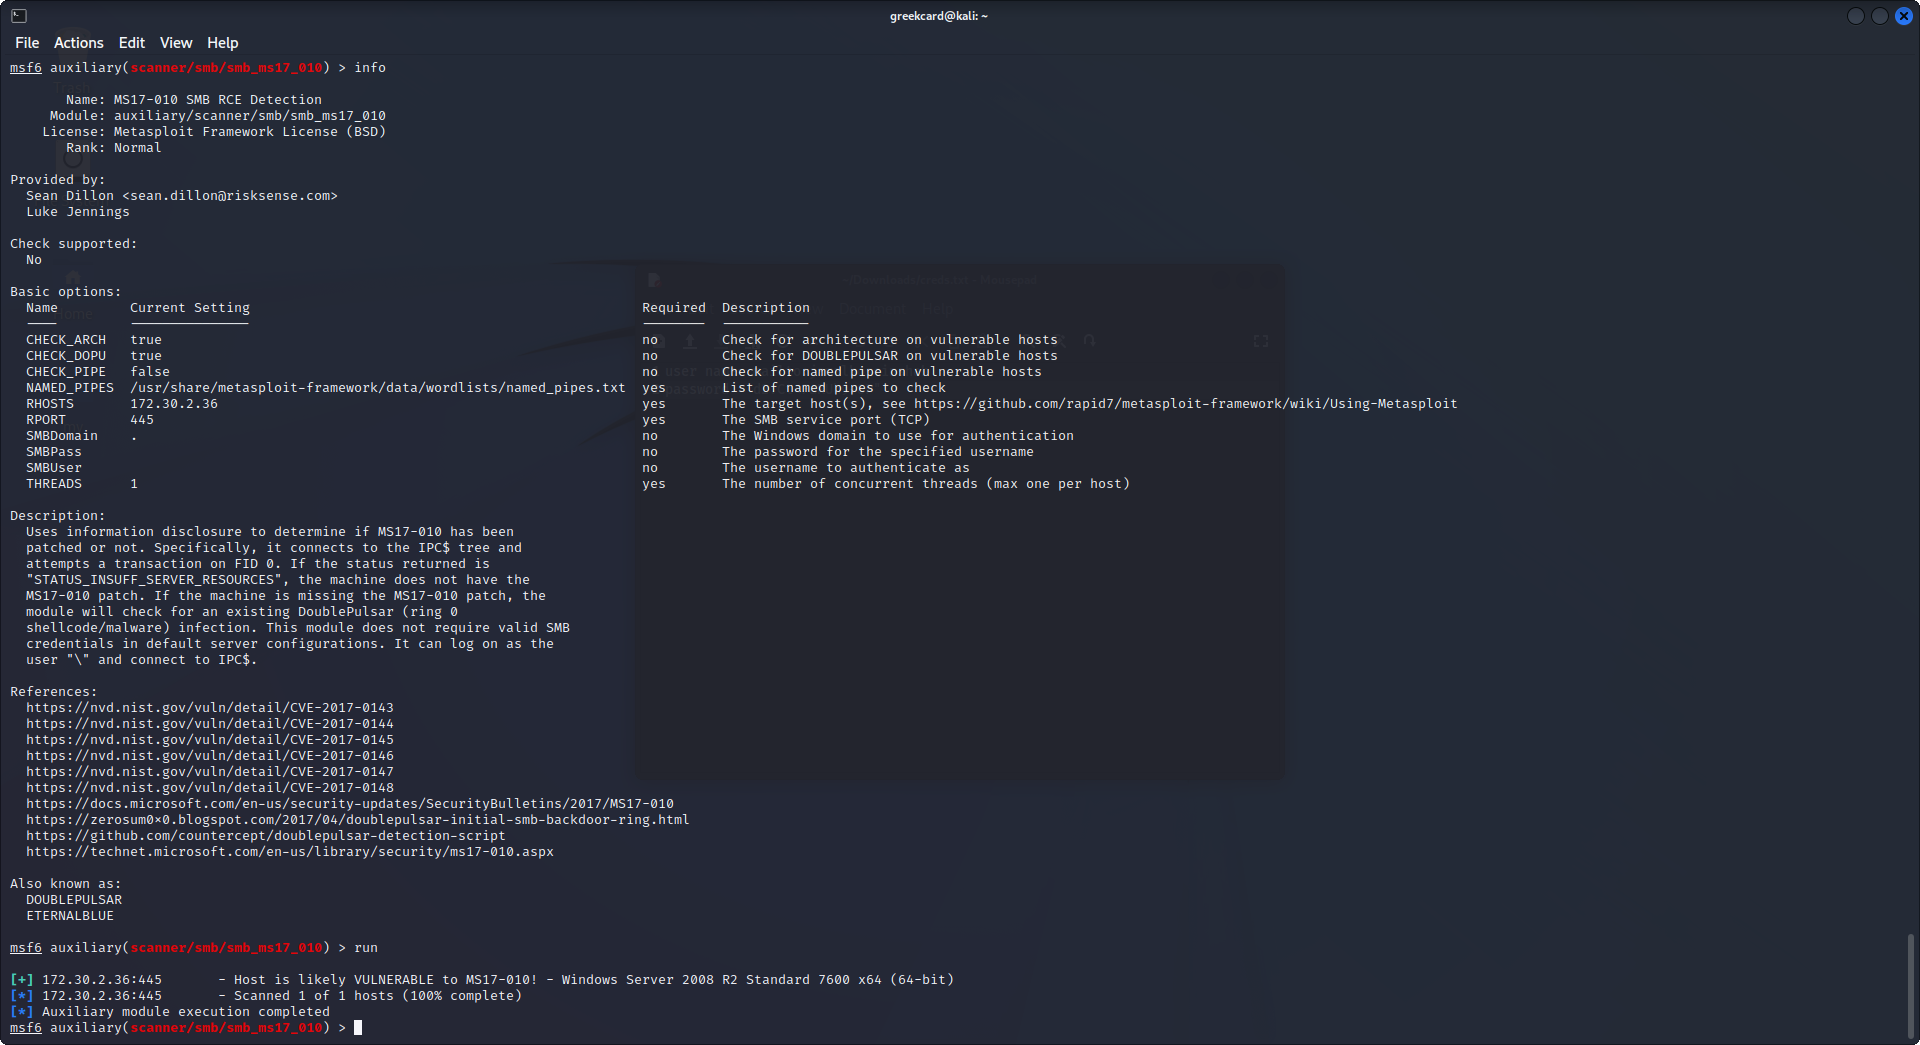 greekcard@kali: ~
File Actions Edit View Help
msf6 auxiliary(scanner/smb/smb_ms17_010) > info
Name: MS17-010 SMB RCE Detection
Module: auxiliary/scanner/smb/smb_ms17_010
License: Metasploit Framework License (BSD)
Rank: Normal
Provided by:
Sean Dillon <sean.dillon@risksense.com>
Luke Jennings
Check supported:
No
Basic options:
Name Current Setting Required Description
CHECK_ARCH true no Check for architecture on vulnerable hosts
CHECK_DOPU true no Check for DOUBLEPULSAR on vulnerable hosts
CHECK_PIPE false no Check for named pipe on vulnerable hosts
NAMED_PIPES /usr/share/metasploit-framework/data/wordlists/named_pipes.txt yes List of named pipes to check
RHOSTS 172.30.2.36 yes The target host(s), see https://github.com/rapid7/metasploit-framework/wiki/Using-Metasploit
RPORT 445 yes The SMB service port (TCP)
SMBDomain . no The Windows domain to use for authentication
SMBPass no The password for the specified username
SMBUser no The username to authenticate as
THREADS 1 yes The number of concurrent threads (max one per host)
Description:
Uses information disclosure to determine if MS17-010 has been
patched or not. Specifically, it connects to the IPC$ tree and
attempts a transaction on FID 0. If the status returned is
"STATUS_INSUFF_SERVER_RESOURCES", the machine does not have the
MS17-010 patch. If the machine is missing the MS17-010 patch, the
module will check for an existing DoublePulsar (ring 0
shellcode/malware) infection. This module does not require valid SMB
credentials in default server configurations. It can log on as the
user "\" and connect to IPC$.
References:
https://nvd.nist.gov/vuln/detail/CVE-2017-0143
https://nvd.nist.gov/vuln/detail/CVE-2017-0144
https://nvd.nist.gov/vuln/detail/CVE-2017-0145
https://nvd.nist.gov/vuln/detail/CVE-2017-0146
https://nvd.nist.gov/vuln/detail/CVE-2017-0147
https://nvd.nist.gov/vuln/detail/CVE-2017-0148
https://docs.microsoft.com/en-us/security-updates/SecurityBulletins/2017/MS17-010
https://zerosum0×0.blogspot.com/2017/04/doublepulsar-initial-smb-backdoor-ring.html
https://github.com/countercept/doublepulsar-detection-script
https://technet.microsoft.com/en-us/library/security/ms17-010.aspx
Also known as:
DOUBLEPULSAR
ETERNALBLUE
msf6 auxiliary(scanner/smb/smb_ms17_010) > run
[+] 172.30.2.36:445 - Host is likely VULNERABLE to MS17-010! - Windows Server 2008 R2 Standard 7600 x64 (64-bit)
[*] 172.30.2.36:445 - Scanned 1 of 1 hosts (100% complete)
[*] Auxiliary module execution completed
msf6 auxiliary(scanner/smb/smb_ms17_010) >